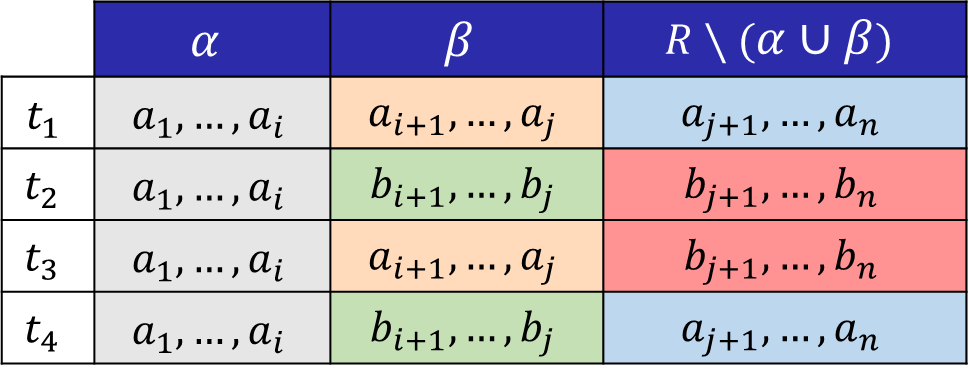 α β R \ (α ∪ β)
t₁ a₁, …, aᵢ aᵢ₊₁, …, aⱼ aⱼ₊₁, …, aₙ
t₂ a₁, …, aᵢ bᵢ₊₁, …, bⱼ bⱼ₊₁, …, bₙ
t₃ a₁, …, aᵢ aᵢ₊₁, …, aⱼ bⱼ₊₁, …, bₙ
t₄ a₁, …, aᵢ bᵢ₊₁, …, bⱼ aⱼ₊₁, …, aₙ